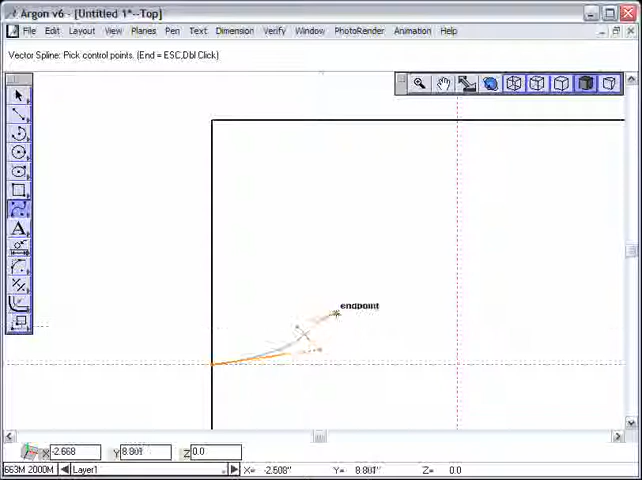 Argon v6 - [Untitled 1*--Top]
File Edit Layout View Planes Pen Text Dimension Verify Window PhotoRender Animation Help
Vector Spline: Pick control points. (End = ESC,Dbl Click)
A
endpoint
X -2.668 Y 8.801 Z 0.0
663M 2000M Layer1 X= -2.508" Y= 8.801" Z= 0.0